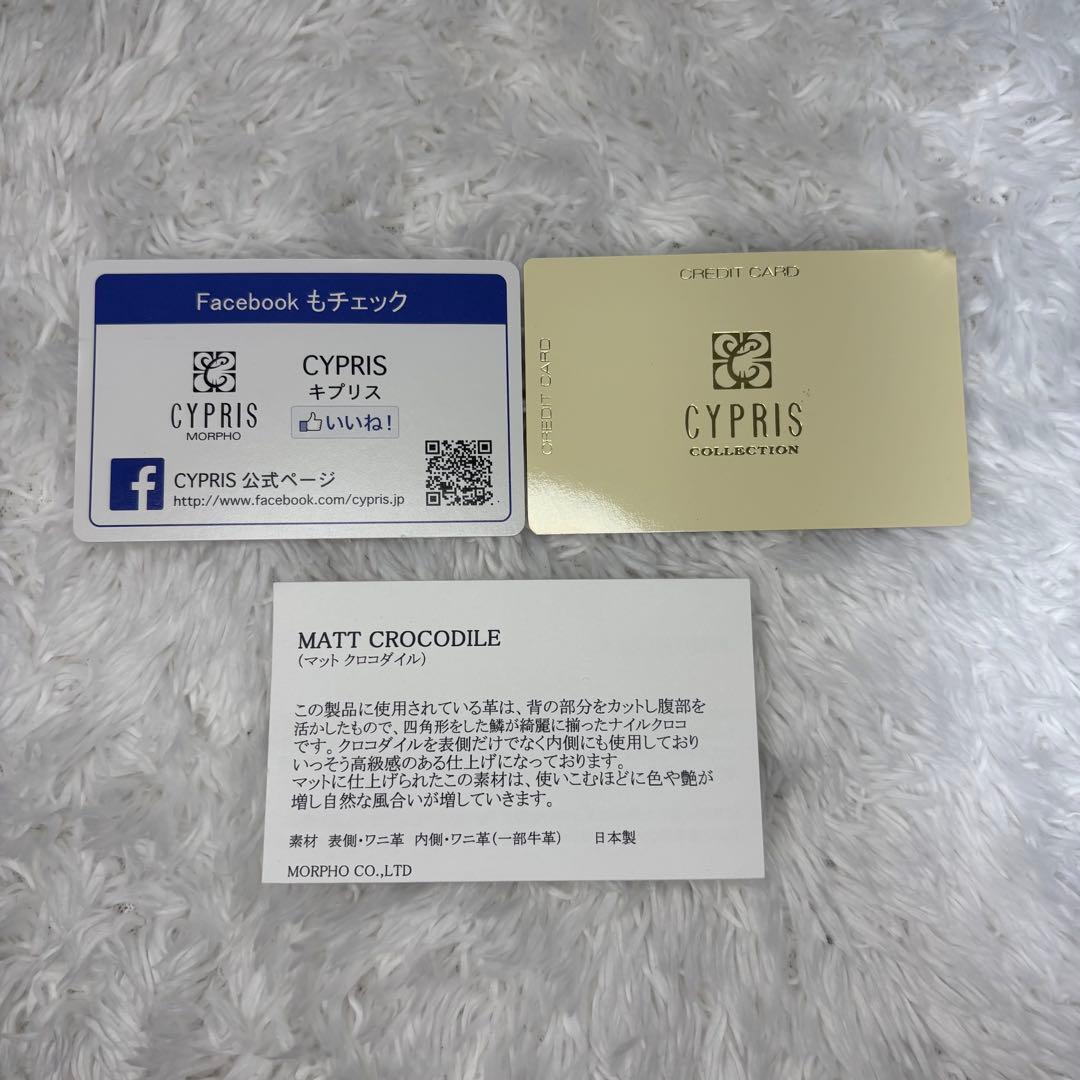 Facebook もチェック
CYPRIS
MORPHO
CYPRIS
キプリス
いいね!
CYPRIS 公式ページ
http://www.facebook.com/cypris.jp
CREDIT CARD
CREDIT CARD
CYPRIS
COLLECTION
MATT CROCODILE
(マット クロコダイル)
この製品に使用されている革は、背の部分をカットし腹部を
活かしたもので、四角形をした鱗が綺麗に揃ったナイルクロコ
です。クロコダイルを表側だけでなく内側にも使用しており
いっそう高級感のある仕上げになっております。
マットに仕上げられたこの素材は、使いこむほどに色や艶が
増し自然な風合いが増していきます。
素材 表側・ワニ革 内側・ワニ革(一部牛革) 日本製
MORPHO CO.,LTD